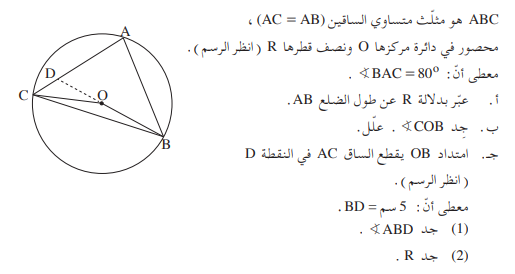 ABC هو مثلّث متساوي الساقين (AC = AB) ،
محصور في دائرة مركزها O ونصف قطرها R (انظر الرسم).
معطى أنّ: ∢BAC = 80° .
أ. عبّر بدلالة R عن طول الضلع AB.
ب. جِد ∢COB . علّل.
جـ. امتداد OB يقطع الساق AC في النقطة D
(انظر الرسم).
معطى أنّ: 5 سم = BD.
(1) جد ∢ABD .
(2) جد R .
A
D
C
O
B